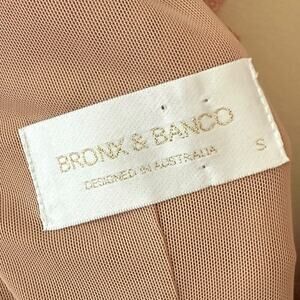 BRONX & BANCO
DESIGNED IN AUSTRALIA
S